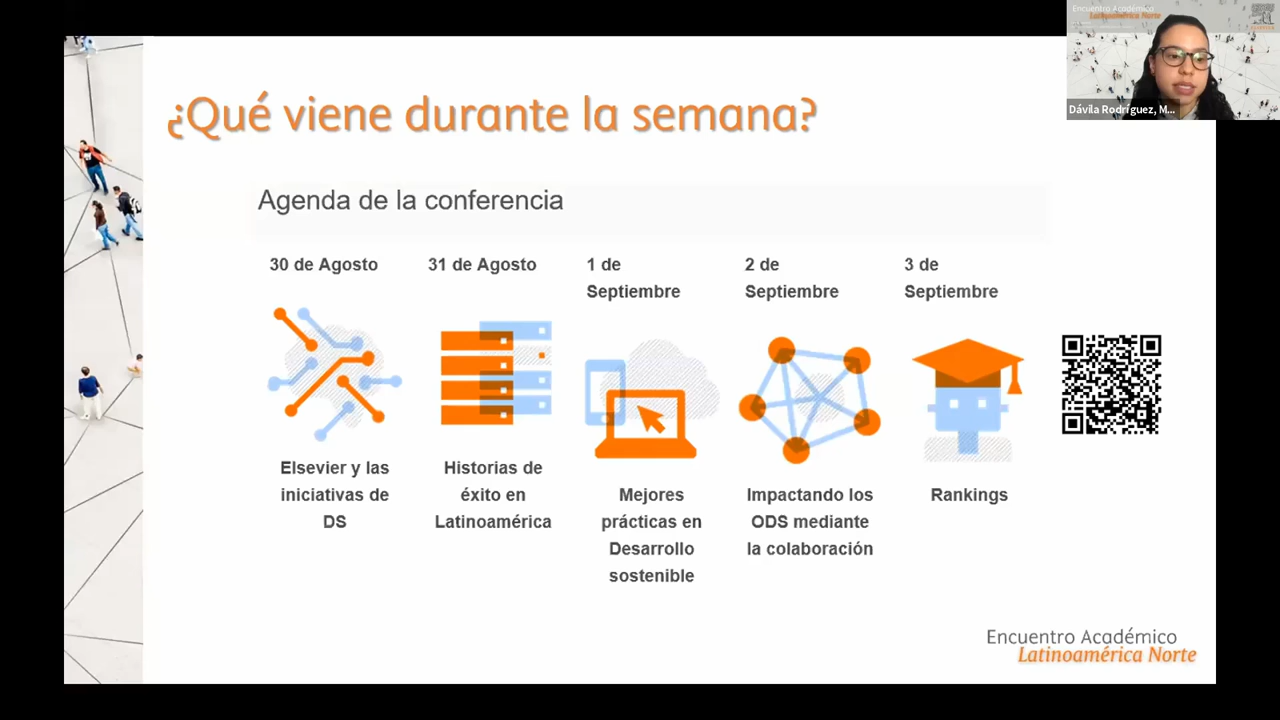 Encuentro Académico
Latinoamérica Norte
Dávila Rodríguez, M...
¿Qué viene durante la semana?
Agenda de la conferencia
30 de Agosto
31 de Agosto
1 de
Septiembre
2 de
Septiembre
3 de
Septiembre
Elsevier y las
iniciativas de
DS
Historias de
éxito en
Latinoamérica
Mejores
prácticas en
Desarrollo
sostenible
Impactando los
ODS mediante
la colaboración
Rankings
Encuentro Académico
Latinoamérica Norte